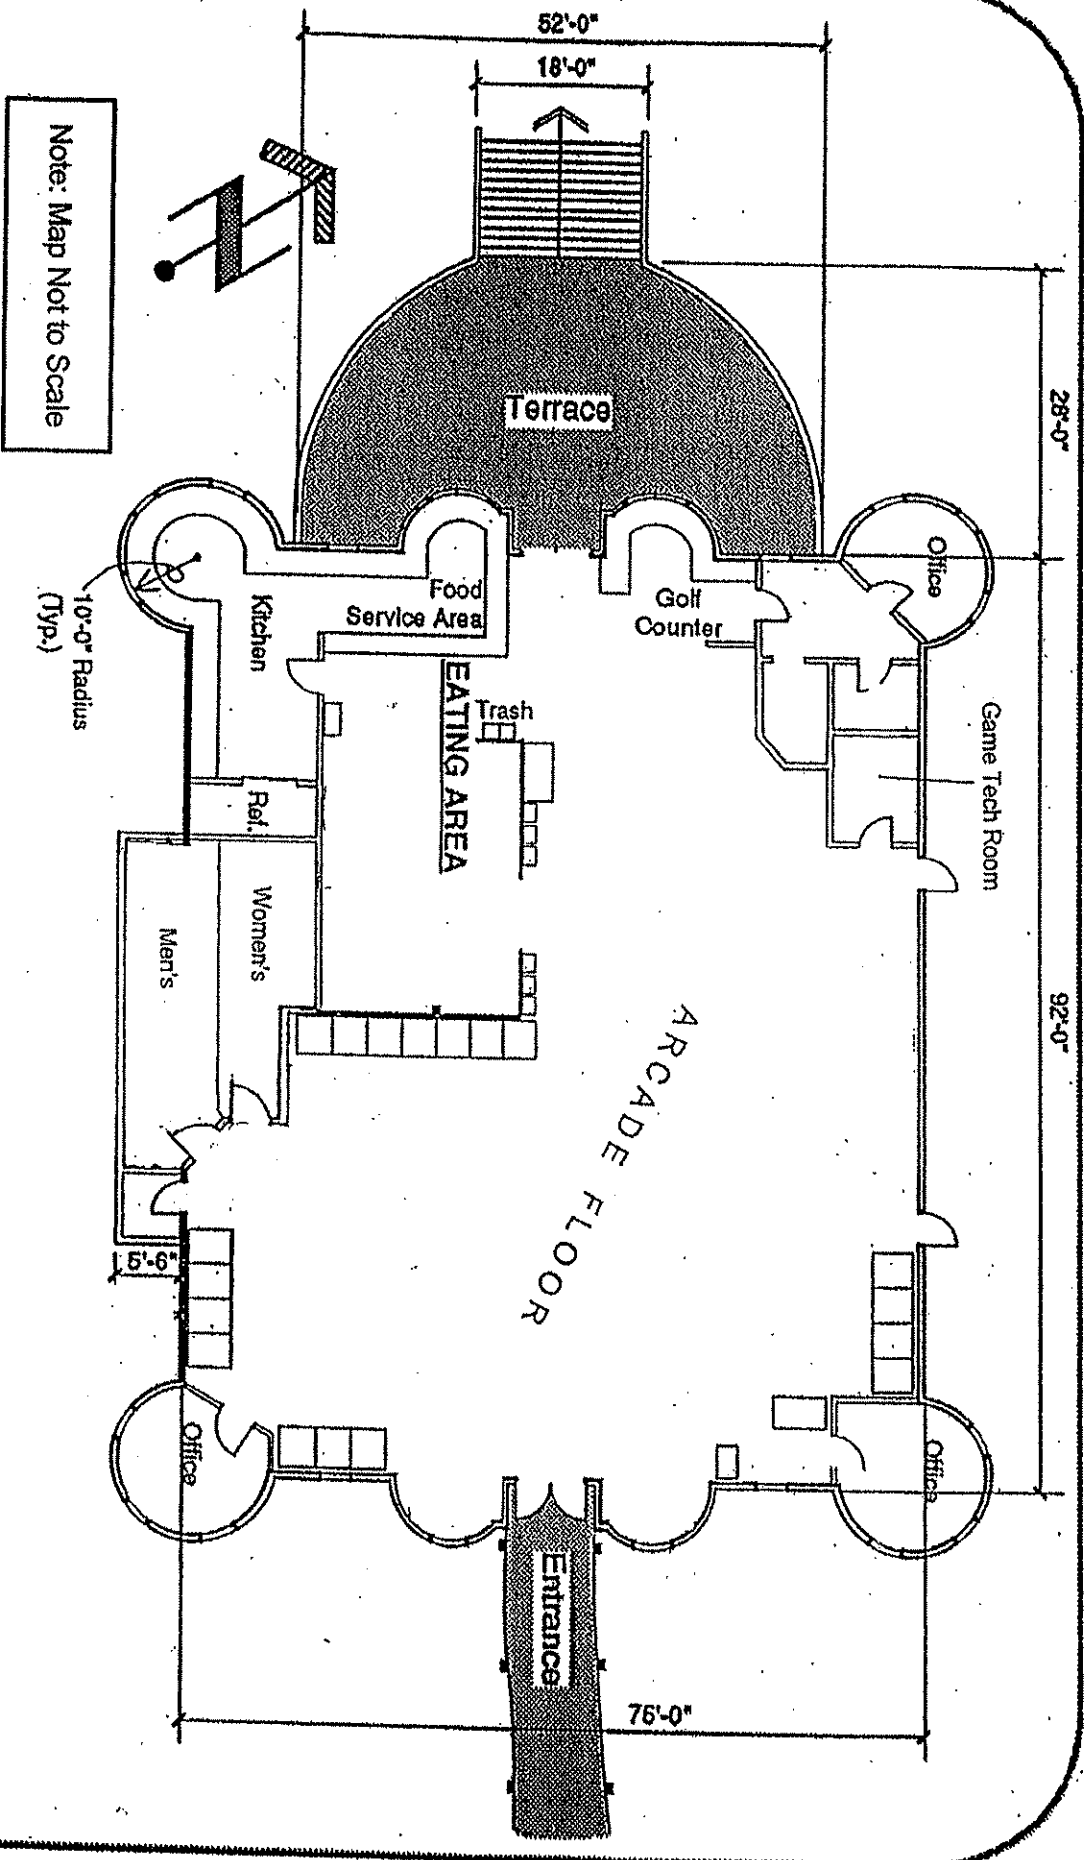 52'-0"
18'-0"
Note: Map Not to Scale
28'-0"
Terrace
Office
Food
Service Area
Golf
Counter
Kitchen
10'-0" Radius
(Typ.)
EATING AREA
Trash
Game Tech Room
Ref.
Women's
Men's
92'-0"
ARCADE FLOOR
5'-6"
Office
Office
Entrance
76'-0"